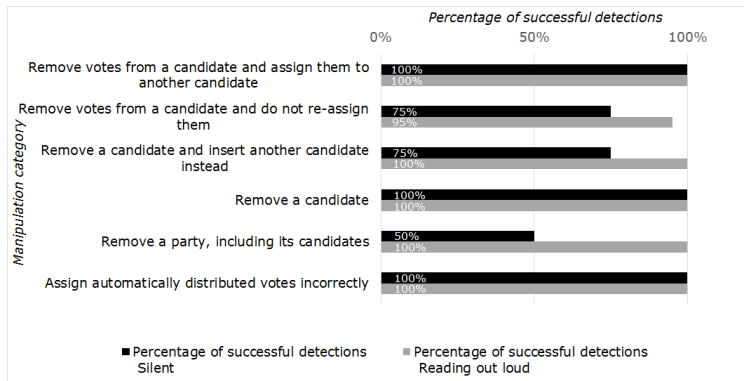 Percentage of successful detections
0% 50% 100%
Remove votes from a candidate and assign them to
another candidate
100%
100%
Remove votes from a candidate and do not re-assign
them
75%
95%
Remove a candidate and insert another candidate
instead
75%
100%
Remove a candidate
100%
100%
Remove a party, including its candidates
50%
100%
Assign automatically distributed votes incorrectly
100%
100%
Manipulation category
Percentage of successful detections
Silent
Percentage of successful detections
Reading out loud